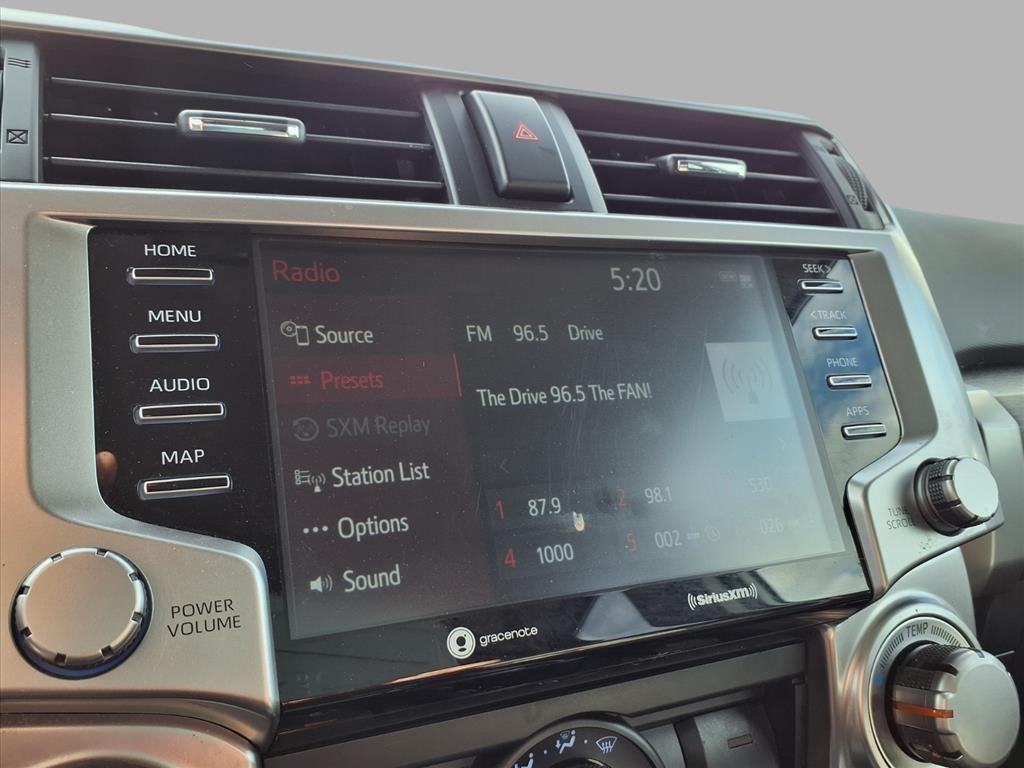 HOME
MENU
AUDIO
MAP
POWER
VOLUME
Radio
5:20
Source
Presets
SXM Replay
Station List
Options
Sound
FM 96.5 Drive
The Drive 96.5 The FAN!
1 87.9 2 98.1 530
4 1000 5 002 026
gracenote
SiriusXM
SEEK>
<TRACK
PHONE
APPS
TUNE
SCROLL
TEMP